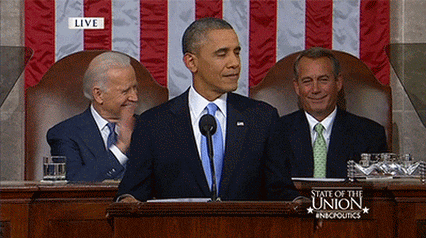 LIVE
STATE OF THE
UNION
#NBCPOLITICS